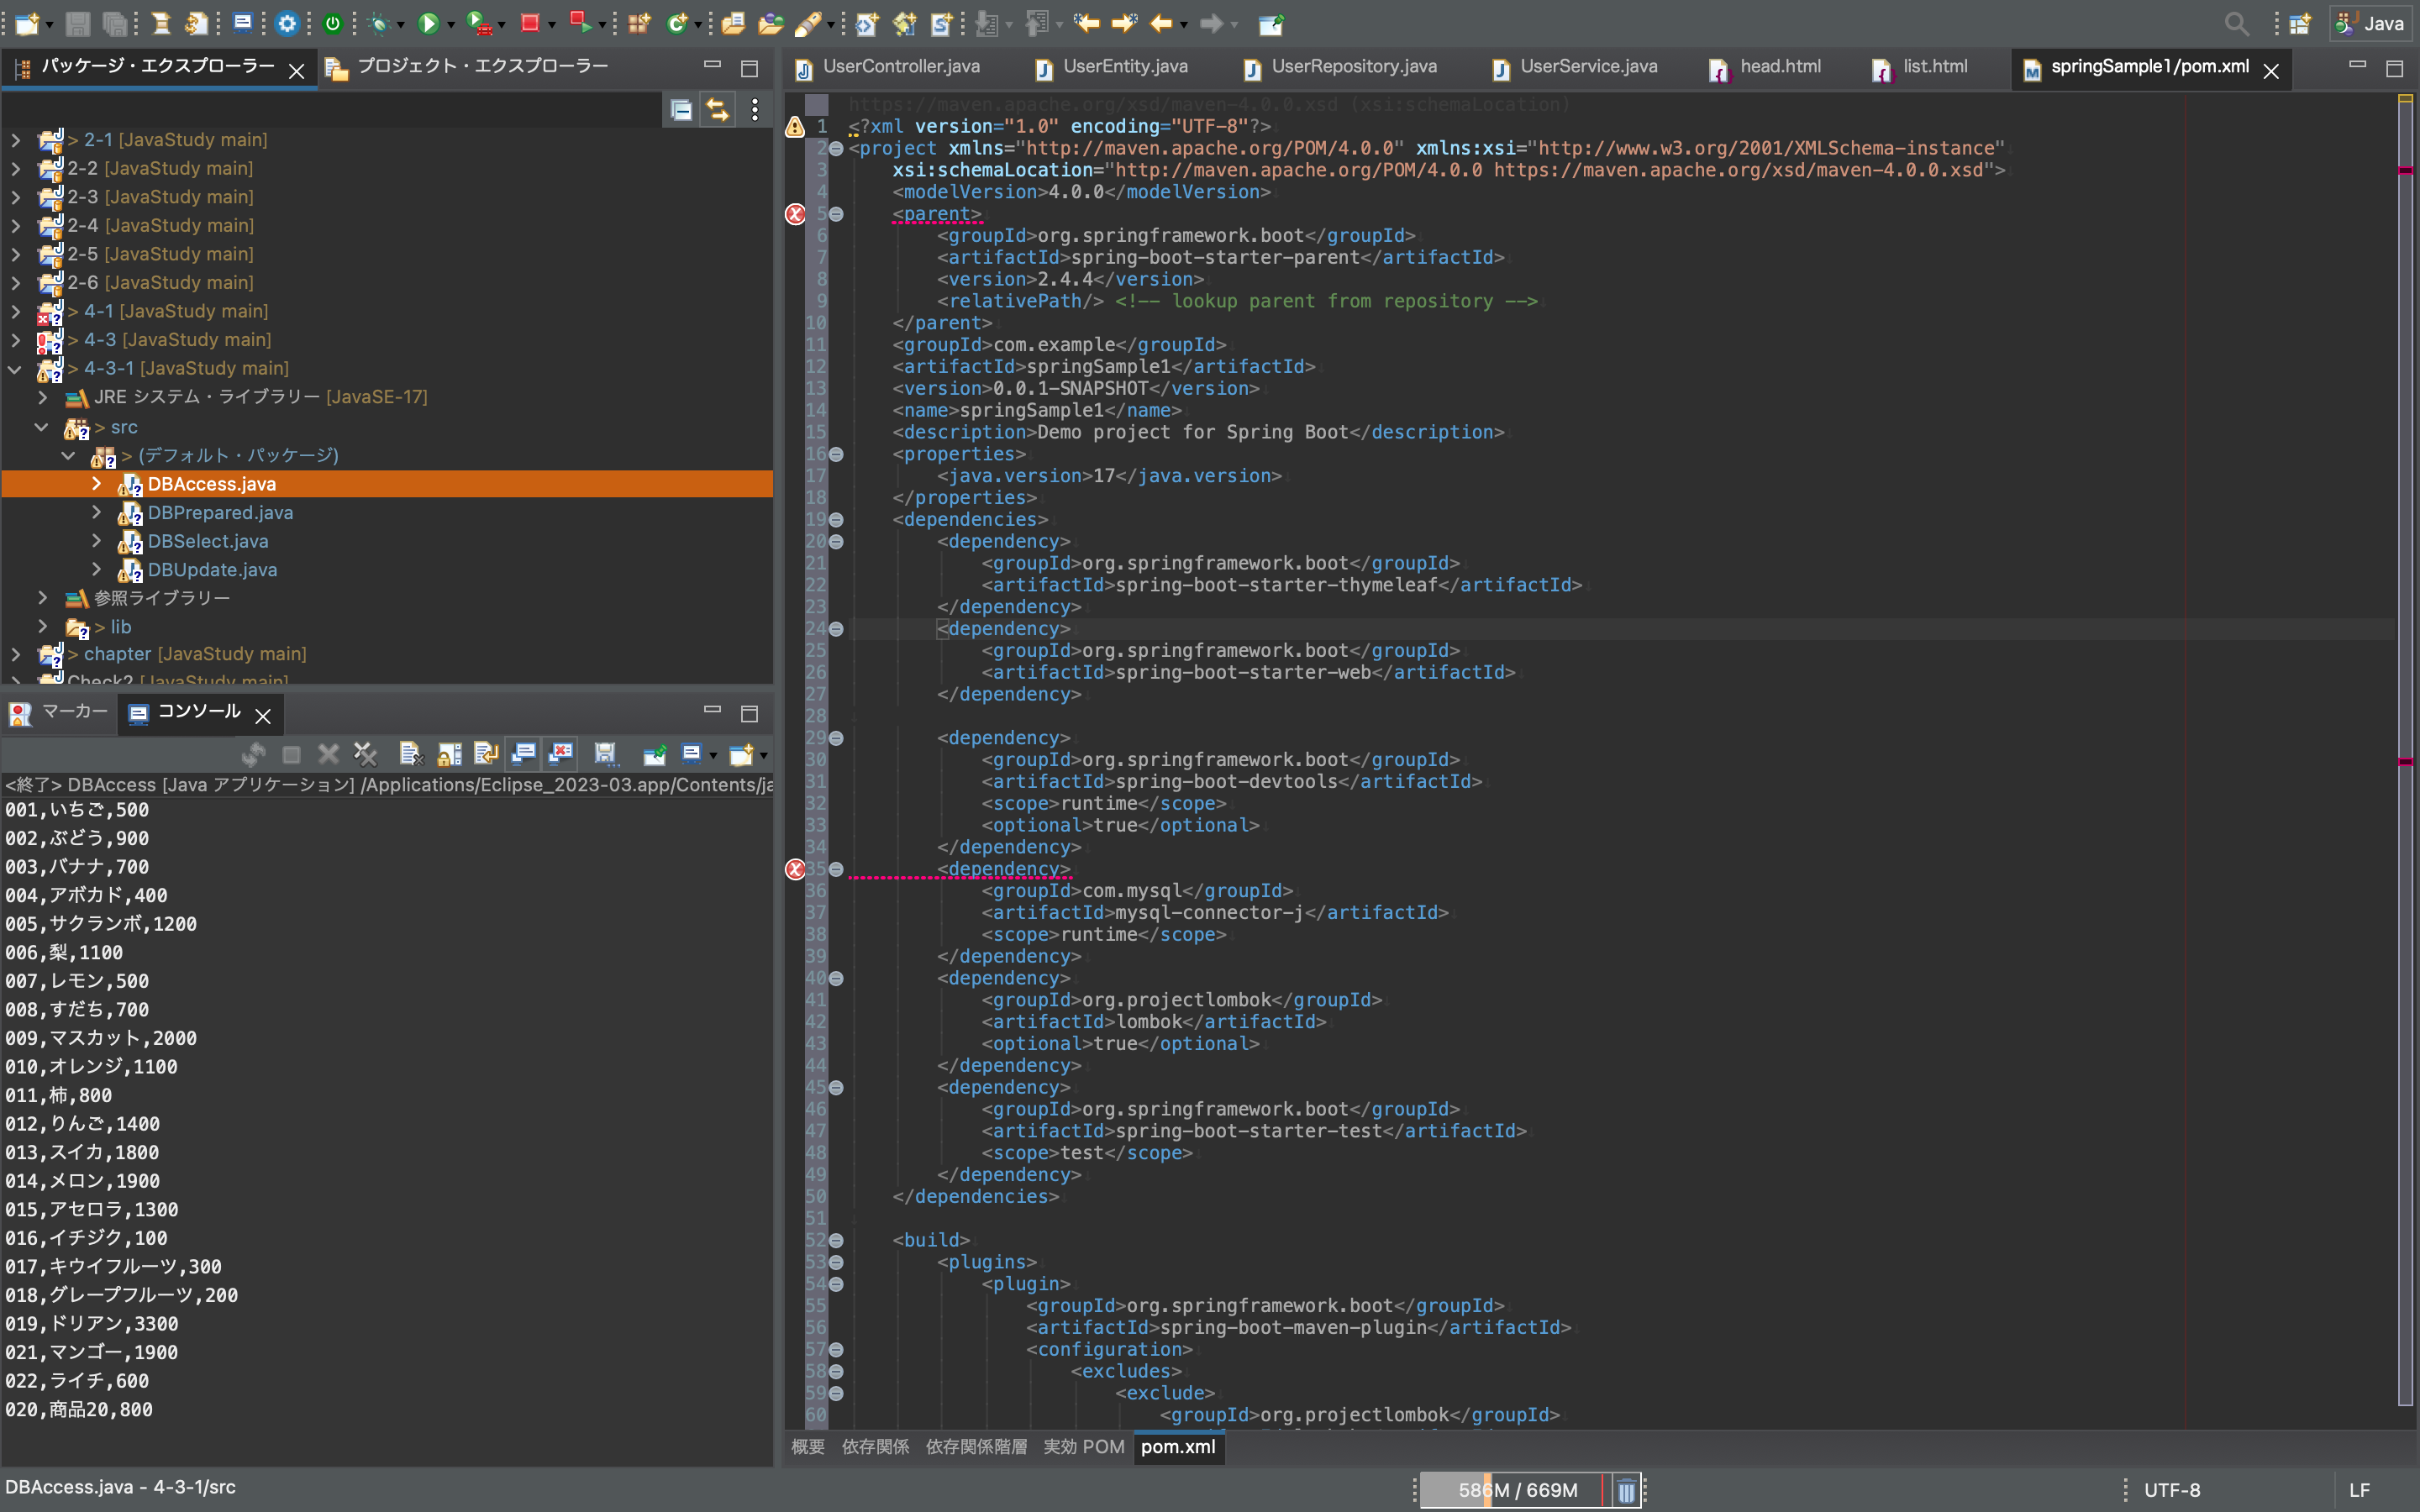 Java
パッケージ・エクスプローラー
プロジェクト・エクスプローラー
> 2-1 [JavaStudy main]
2-2 [JavaStudy main]
2-3 [JavaStudy main]
2-4 [JavaStudy main]
2-5 [JavaStudy main]
2-6 [JavaStudy main]
> 4-1 [JavaStudy main]
> 4-3 [JavaStudy main]
> 4-3-1 [JavaStudy main]
JRE システム・ライブラリー [JavaSE-17]
> src
> (デフォルト・パッケージ)
DBAccess.java
DBPrepared.java
DBSelect.java
DBUpdate.java
参照ライブラリー
> lib
> chapter [JavaStudy main]
Check2 [JavaStudy main]
マーカー
コンソール
<終了> DBAccess [Java アプリケーション] /Applications/Eclipse_2023-03.app/Contents/ja
001,いちご,500
002,ぶどう,900
003,バナナ,700
004,アボカド,400
005,サクランボ,1200
006,梨,1100
007,レモン,500
008,すだち,700
009,マスカット,2000
010,オレンジ,1100
011,柿,800
012,りんご,1400
013,スイカ,1800
014,メロン,1900
015,アセロラ,1300
016,イチジク,100
017,キウイフルーツ,300
018,グレープフルーツ,200
019,ドリアン,3300
021,マンゴー,1900
022,ライチ,600
020,商品20,800
UserController.java
UserEntity.java
UserRepository.java
UserService.java
head.html
list.html
springSample1/pom.xml
https://maven.apache.org/xsd/maven-4.0.0.xsd (xsi:schemaLocation)
1 <?xml version="1.0" encoding="UTF-8"?>
2 <project xmlns="http://maven.apache.org/POM/4.0.0" xmlns:xsi="http://www.w3.org/2001/XMLSchema-instance"
3 xsi:schemaLocation="http://maven.apache.org/POM/4.0.0 https://maven.apache.org/xsd/maven-4.0.0.xsd">
4 <modelVersion>4.0.0</modelVersion>
5 <parent>
6 <groupId>org.springframework.boot</groupId>
7 <artifactId>spring-boot-starter-parent</artifactId>
8 <version>2.4.4</version>
9 <relativePath/> <!-- lookup parent from repository -->
10 </parent>
11 <groupId>com.example</groupId>
12 <artifactId>springSample1</artifactId>
13 <version>0.0.1-SNAPSHOT</version>
14 <name>springSample1</name>
15 <description>Demo project for Spring Boot</description>
16 <properties>
17 <java.version>17</java.version>
18 </properties>
19 <dependencies>
20 <dependency>
21 <groupId>org.springframework.boot</groupId>
22 <artifactId>spring-boot-starter-thymeleaf</artifactId>
23 </dependency>
24 <dependency>
25 <groupId>org.springframework.boot</groupId>
26 <artifactId>spring-boot-starter-web</artifactId>
27 </dependency>
28
29 <dependency>
30 <groupId>org.springframework.boot</groupId>
31 <artifactId>spring-boot-devtools</artifactId>
32 <scope>runtime</scope>
33 <optional>true</optional>
34 </dependency>
35 <dependency>
36 <groupId>com.mysql</groupId>
37 <artifactId>mysql-connector-j</artifactId>
38 <scope>runtime</scope>
39 </dependency>
40 <dependency>
41 <groupId>org.projectlombok</groupId>
42 <artifactId>lombok</artifactId>
43 <optional>true</optional>
44 </dependency>
45 <dependency>
46 <groupId>org.springframework.boot</groupId>
47 <artifactId>spring-boot-starter-test</artifactId>
48 <scope>test</scope>
49 </dependency>
50 </dependencies>
51
52 <build>
53 <plugins>
54 <plugin>
55 <groupId>org.springframework.boot</groupId>
56 <artifactId>spring-boot-maven-plugin</artifactId>
57 <configuration>
58 <excludes>
59 <exclude>
60 <groupId>org.projectlombok</groupId>
概要 依存関係 依存関係階層 実効 POM pom.xml
DBAccess.java - 4-3-1/src
586M / 669M
UTF-8
LF